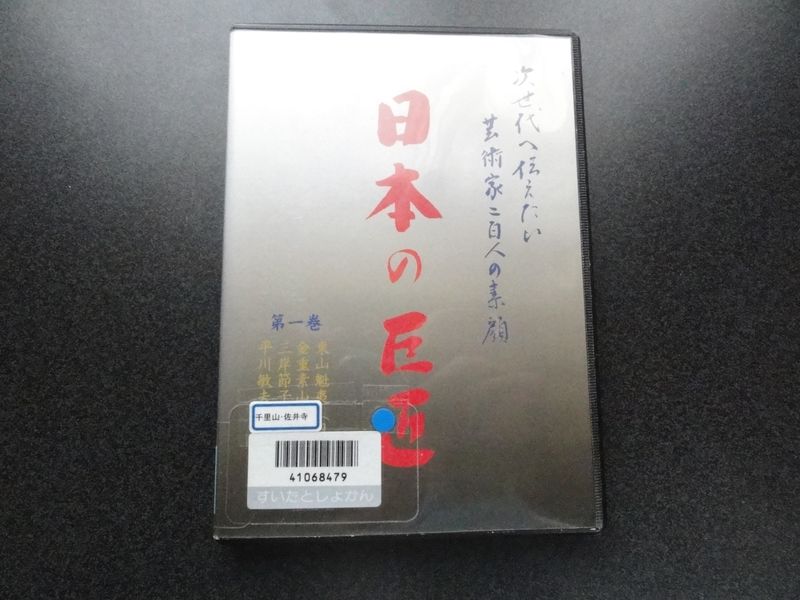 次世代へ伝えたい
芸術家二百人の素顔
日本の巨匠
第一巻
東山魁夷
金重素山
三岸節子
平川敏夫
千里山・佐井寺
41068479
すいたとしょかん